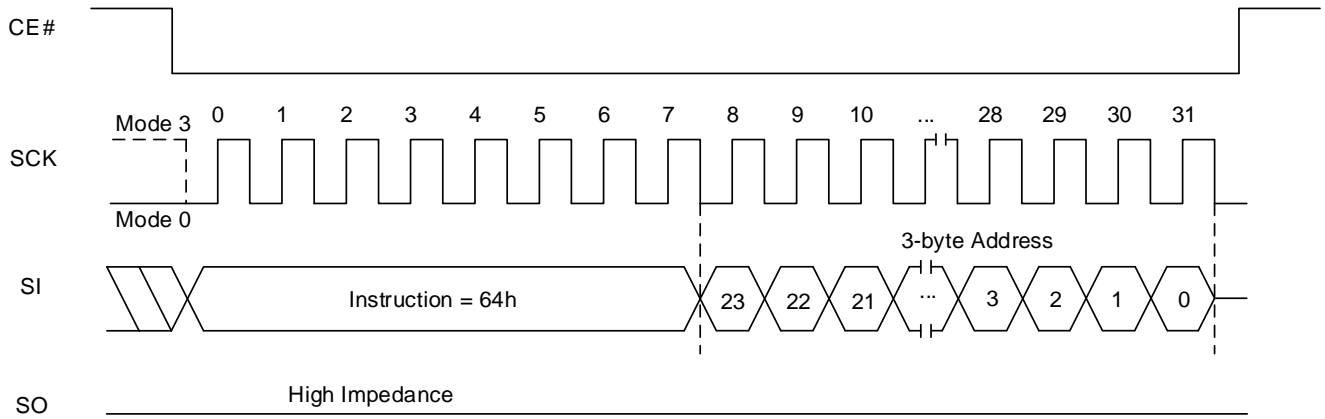 CE#
SCK
Mode 3
0 1 2 3 4 5 6 7 8 9 10 ... 28 29 30 31
Mode 0
3-byte Address
SI
Instruction = 64h
23 22 21 ... 3 2 1 0
SO
High Impedance